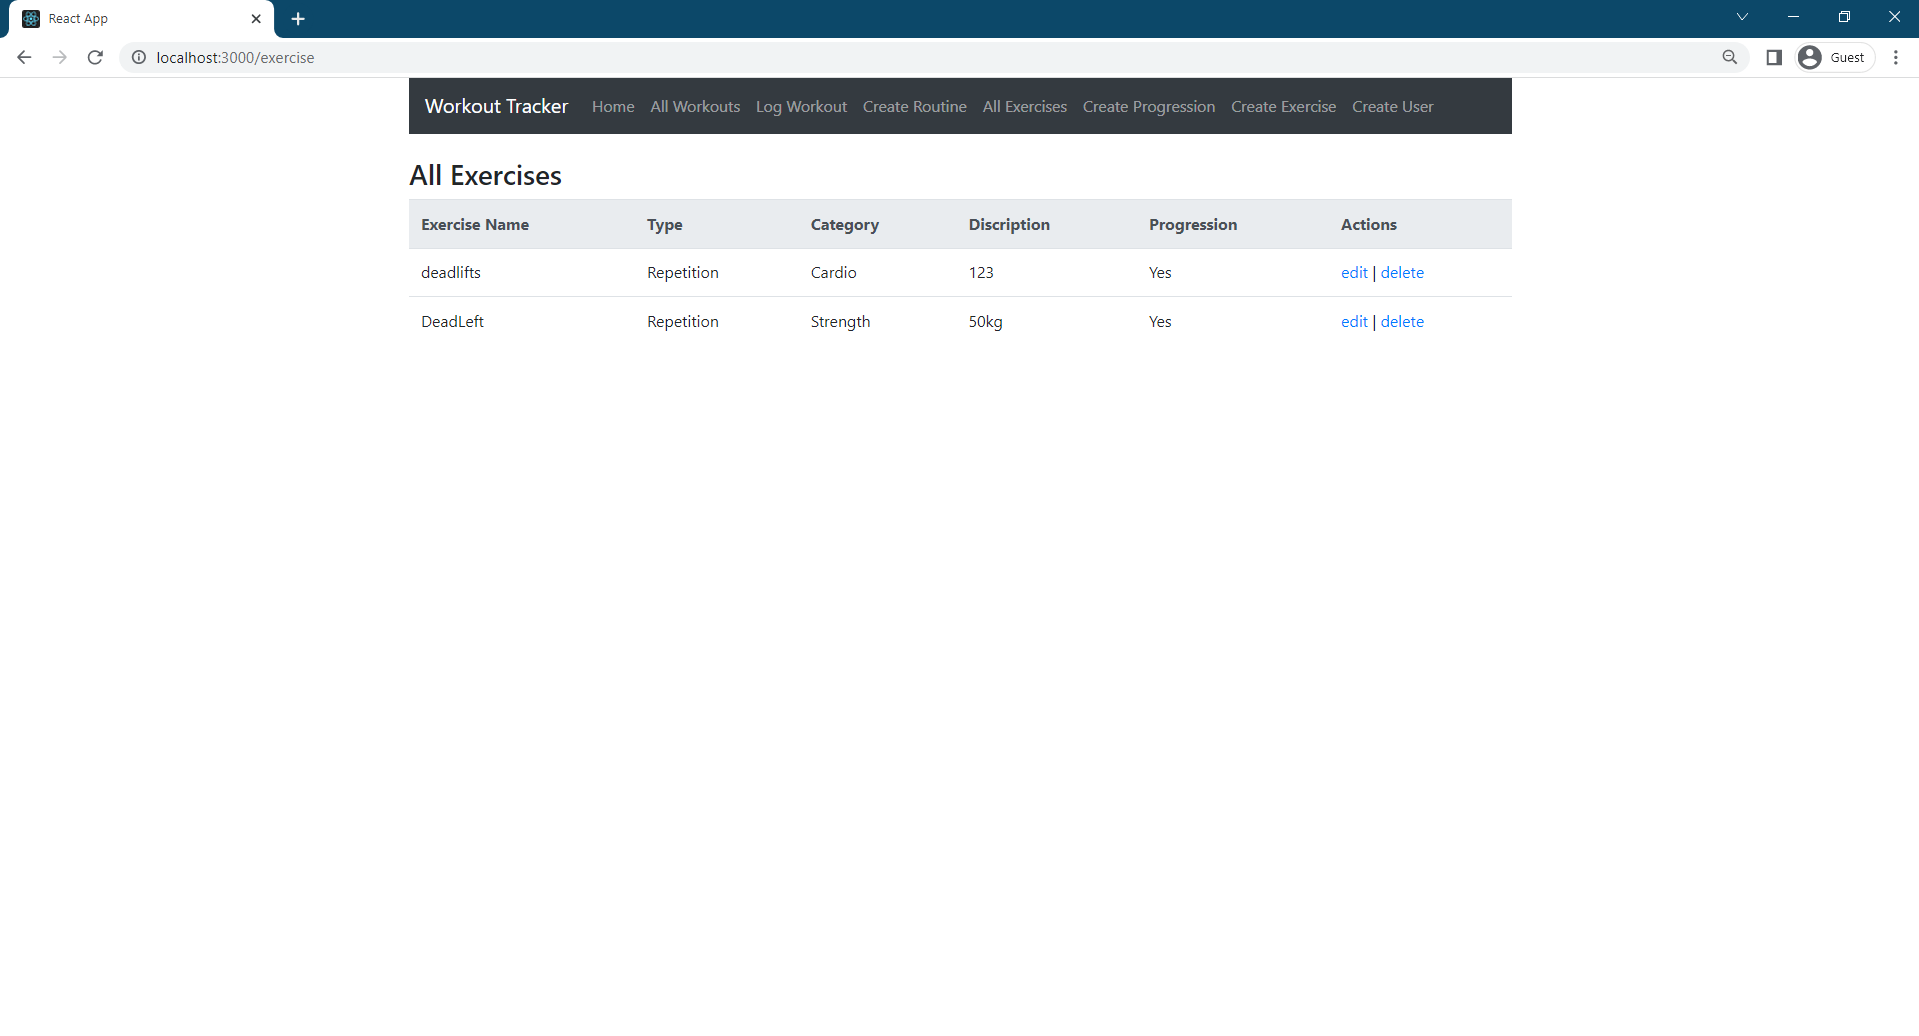 React App
localhost:3000/exercise
Guest
Workout Tracker Home All Workouts Log Workout Create Routine All Exercises Create Progression Create Exercise Create User
All Exercises
Exercise Name Type Category Discription Progression Actions
deadlifts Repetition Cardio 123 Yes edit | delete
DeadLeft Repetition Strength 50kg Yes edit | delete